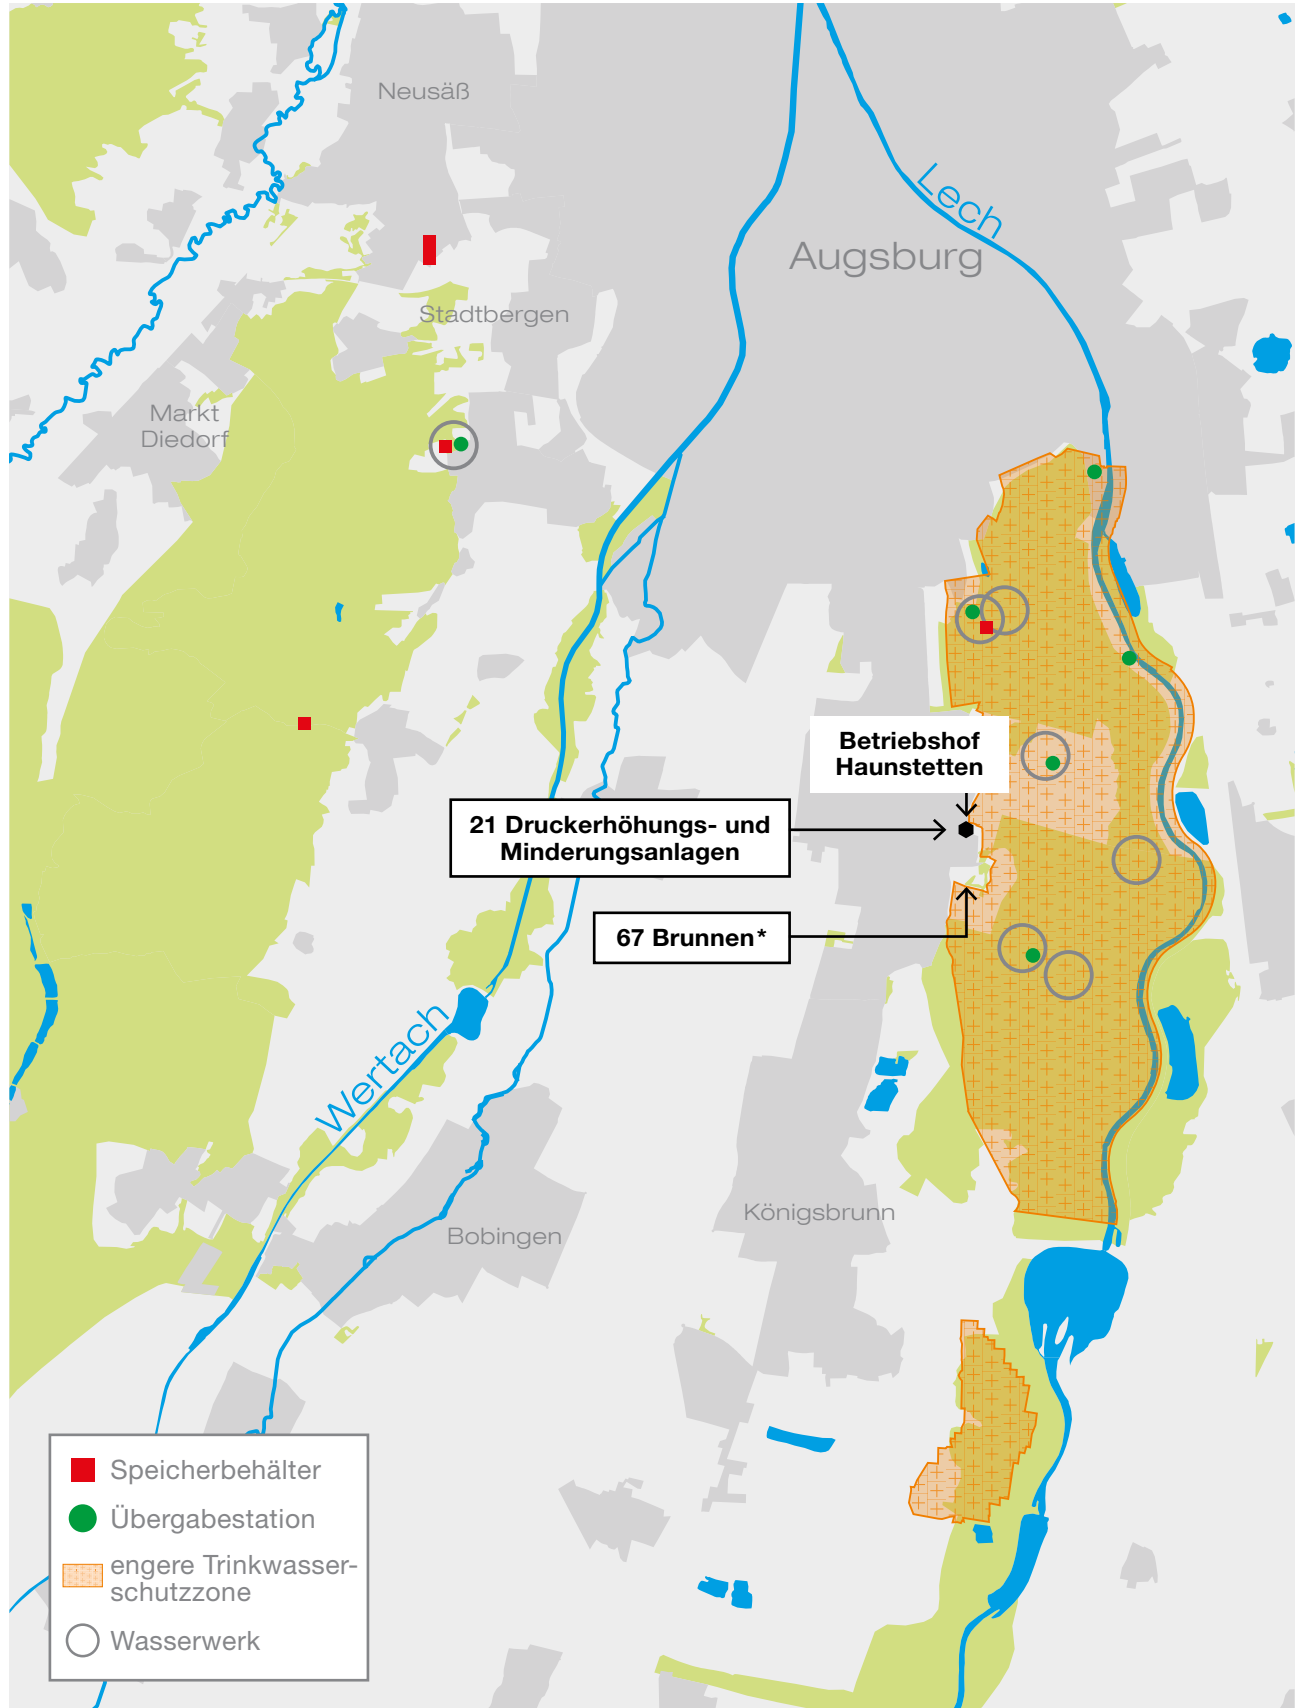 Neusäß
Lech
Augsburg
Stadtbergen
Markt
Diedorf
Betriebshof
Haunstetten
21 Druckerhöhungs- und
Minderungsanlagen
67 Brunnen*
Wertach
Königsbrunn
Bobingen
Speicherbehälter
Übergabestation
engere Trinkwasser-
schutzzone
Wasserwerk